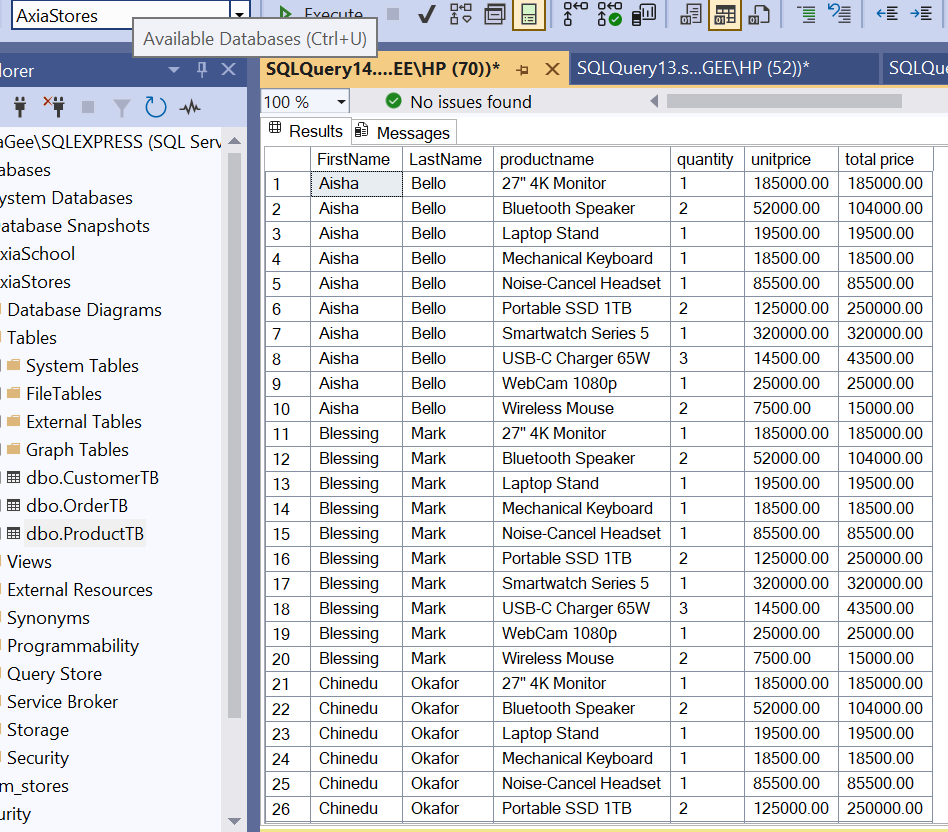 AxiaStores
Execute
Available Databases (Ctrl+U)
lorer
SQLQuery14....EE\HP (70))*
SQLQuery13.s...GEE\HP (52))*
SQLQu
100 %
No issues found
Results
Messages
aGee\SQLEXPRESS (SQL Serv
abases
ystem Databases
atabase Snapshots
xiaSchool
xiaStores
Database Diagrams
Tables
System Tables
FileTables
External Tables
Graph Tables
dbo.CustomerTB
dbo.OrderTB
dbo.ProductTB
Views
External Resources
Synonyms
Programmability
Query Store
Service Broker
Storage
Security
m_stores
urity
FirstName LastName productname quantity unitprice total price
1 Aisha Bello 27" 4K Monitor 1 185000.00 185000.00
2 Aisha Bello Bluetooth Speaker 2 52000.00 104000.00
3 Aisha Bello Laptop Stand 1 19500.00 19500.00
4 Aisha Bello Mechanical Keyboard 1 18500.00 18500.00
5 Aisha Bello Noise-Cancel Headset 1 85500.00 85500.00
6 Aisha Bello Portable SSD 1TB 2 125000.00 250000.00
7 Aisha Bello Smartwatch Series 5 1 320000.00 320000.00
8 Aisha Bello USB-C Charger 65W 3 14500.00 43500.00
9 Aisha Bello WebCam 1080p 1 25000.00 25000.00
10 Aisha Bello Wireless Mouse 2 7500.00 15000.00
11 Blessing Mark 27" 4K Monitor 1 185000.00 185000.00
12 Blessing Mark Bluetooth Speaker 2 52000.00 104000.00
13 Blessing Mark Laptop Stand 1 19500.00 19500.00
14 Blessing Mark Mechanical Keyboard 1 18500.00 18500.00
15 Blessing Mark Noise-Cancel Headset 1 85500.00 85500.00
16 Blessing Mark Portable SSD 1TB 2 125000.00 250000.00
17 Blessing Mark Smartwatch Series 5 1 320000.00 320000.00
18 Blessing Mark USB-C Charger 65W 3 14500.00 43500.00
19 Blessing Mark WebCam 1080p 1 25000.00 25000.00
20 Blessing Mark Wireless Mouse 2 7500.00 15000.00
21 Chinedu Okafor 27" 4K Monitor 1 185000.00 185000.00
22 Chinedu Okafor Bluetooth Speaker 2 52000.00 104000.00
23 Chinedu Okafor Laptop Stand 1 19500.00 19500.00
24 Chinedu Okafor Mechanical Keyboard 1 18500.00 18500.00
25 Chinedu Okafor Noise-Cancel Headset 1 85500.00 85500.00
26 Chinedu Okafor Portable SSD 1TB 2 125000.00 250000.00